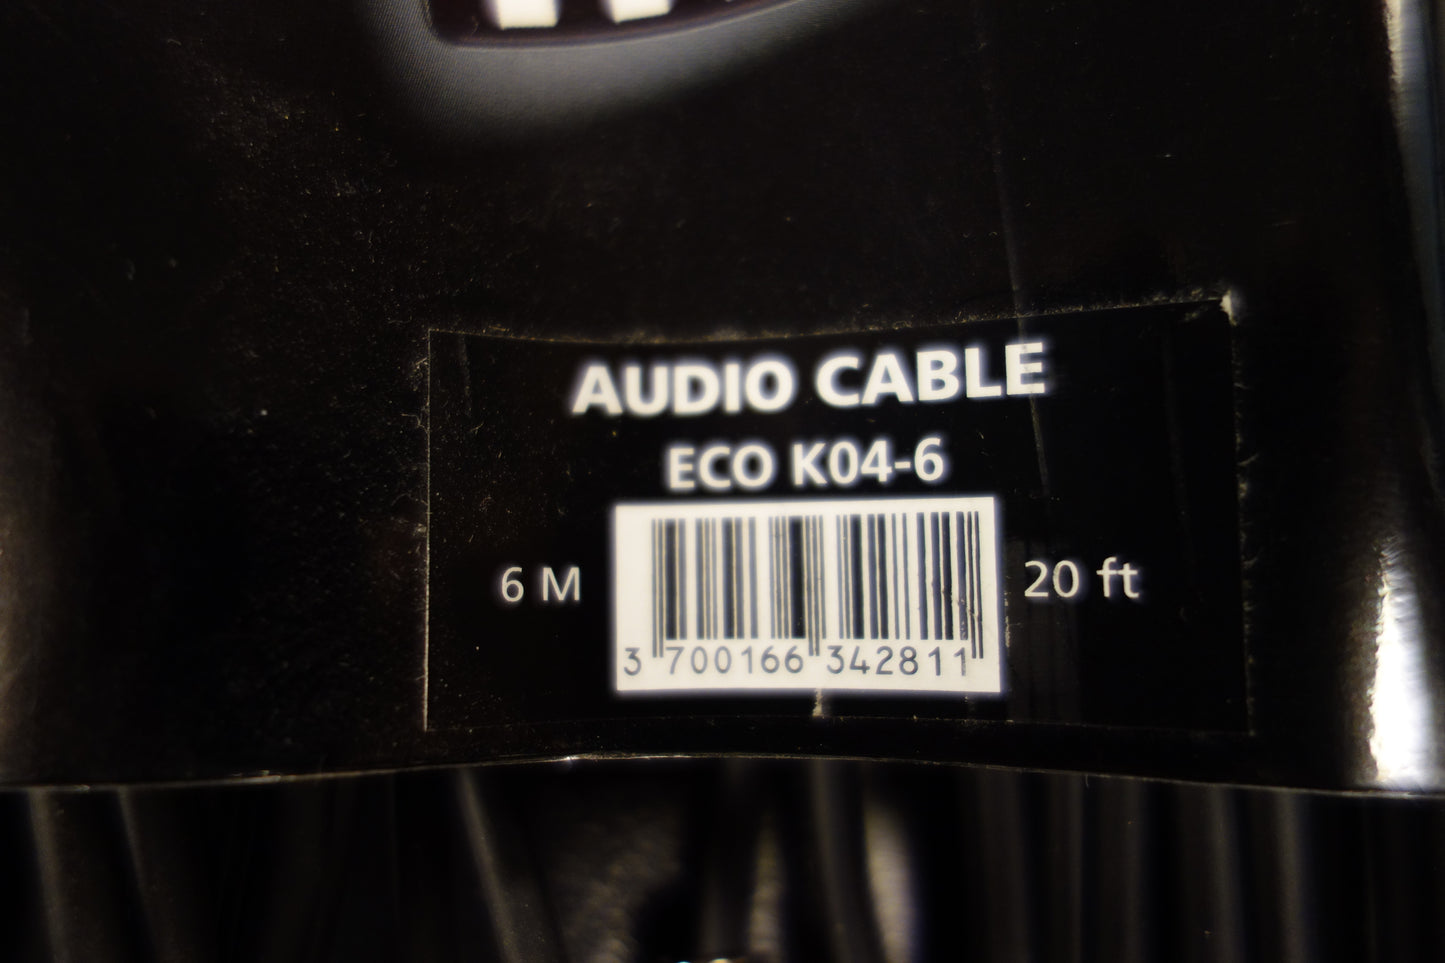 AUDIO CABLE
ECO K04-6
6 M
20 ft
3 700166 342811